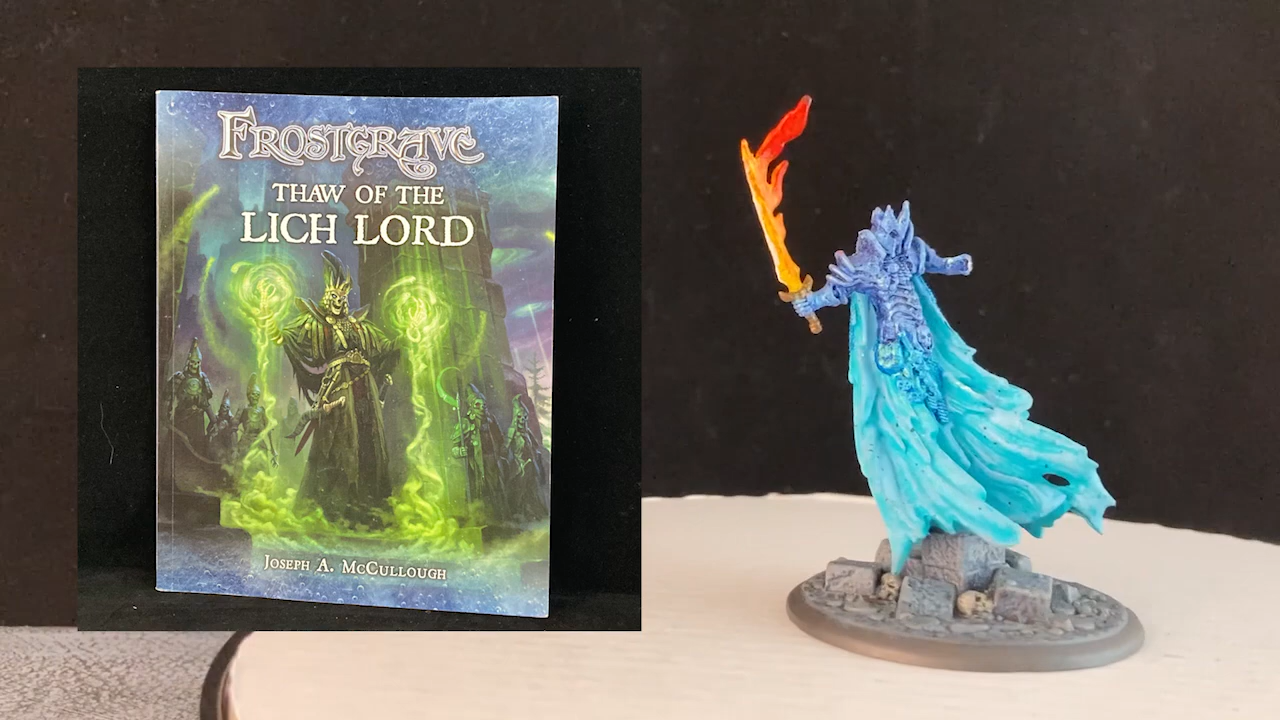 FROSTGRAVE
THAW OF THE
LICH LORD
JOSEPH A. MCCULLOUGH